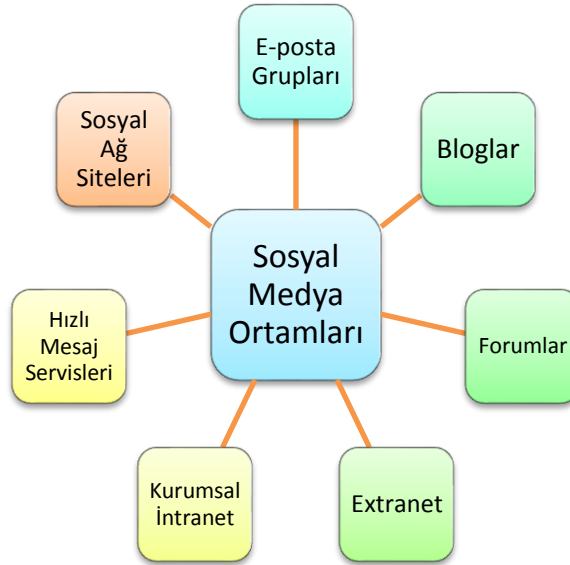 E-posta
Grupları
Sosyal
Ağ
Siteleri
Bloglar
Sosyal
Medya
Ortamları
Hızlı
Mesaj
Servisleri
Forumlar
Kurumsal
İntranet
Extranet